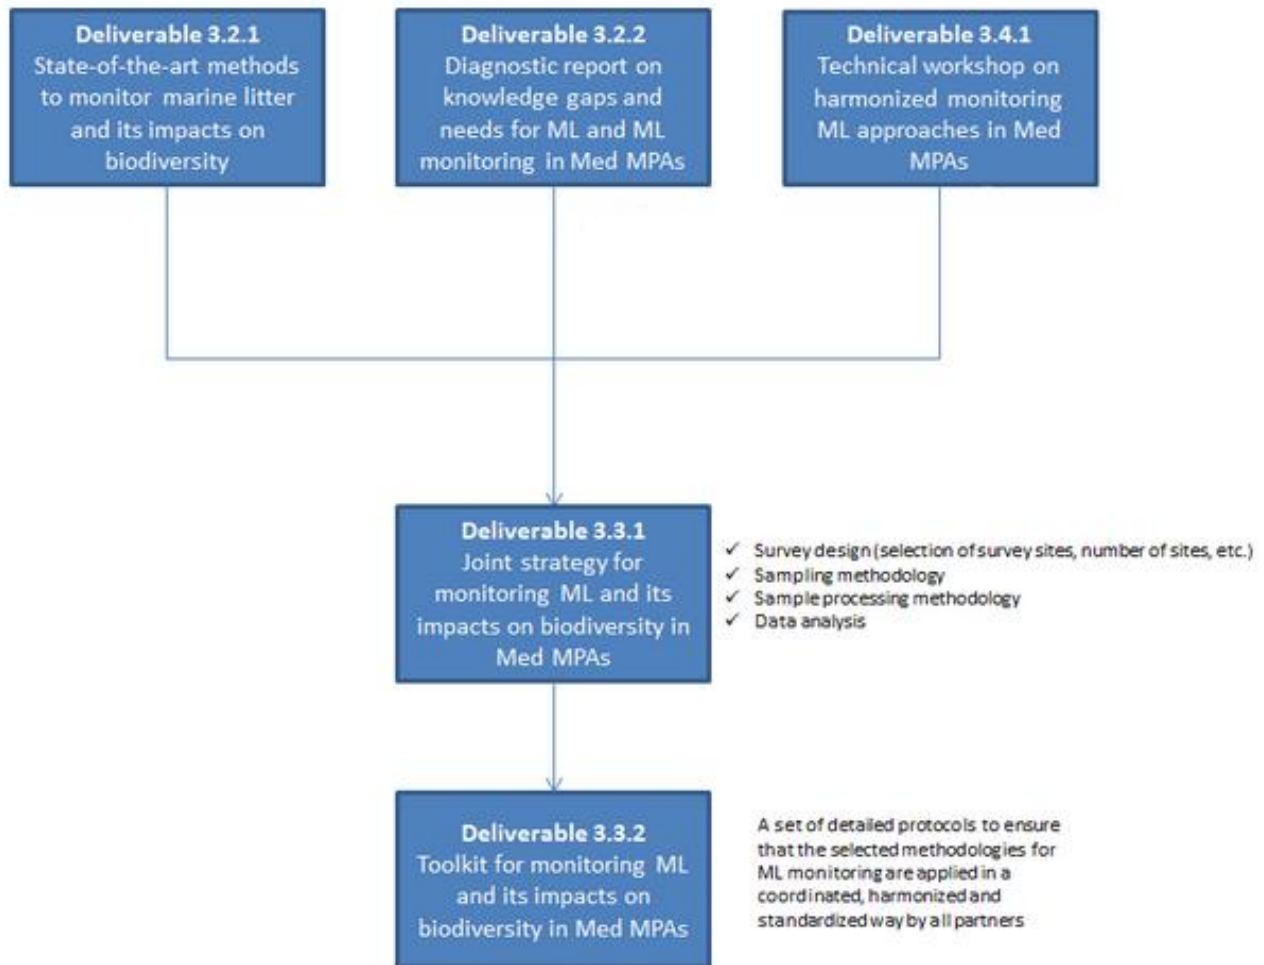 Deliverable 3.2.1
State-of-the-art methods
to monitor marine litter
and its impacts on
biodiversity
Deliverable 3.2.2
Diagnostic report on
knowledge gaps and
needs for ML and ML
monitoring in Med MPAs
Deliverable 3.4.1
Technical workshop on
harmonized monitoring
ML approaches in Med
MPAs
Deliverable 3.3.1
Joint strategy for
monitoring ML and its
impacts on biodiversity in
Med MPAs
✓ Survey design (selection of survey sites, number of sites, etc.)
✓ Sampling methodology
✓ Sample processing methodology
✓ Data analysis
Deliverable 3.3.2
Toolkit for monitoring ML
and its impacts on
biodiversity in Med MPAs
A set of detailed protocols to ensure
that the selected methodologies for
ML monitoring are applied in a
coordinated, harmonized and
standardized way by all partners